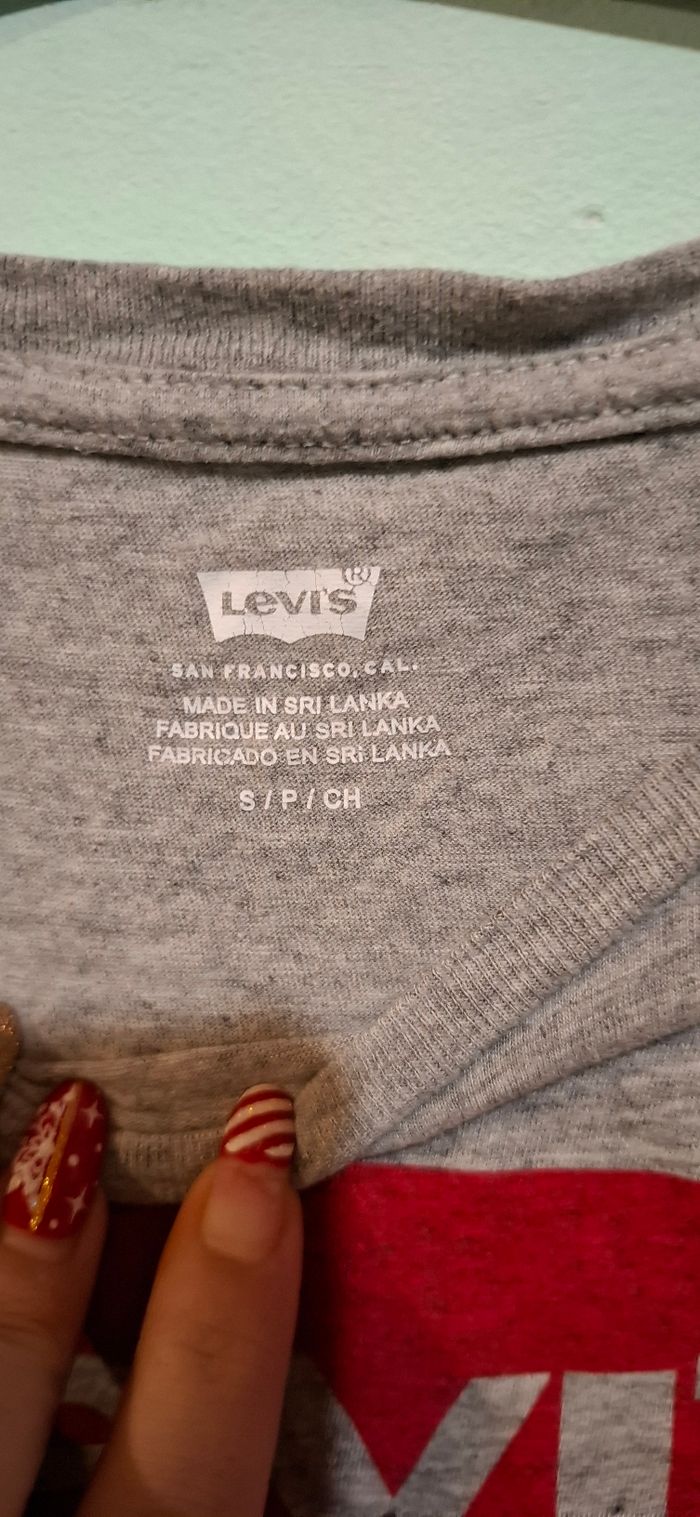 Levi's®
SAN FRANCISCO, CAL.
MADE IN SRI LANKA
FABRIQUE AU SRI LANKA
FABRICADO EN SRI LANKA
S / P / CH